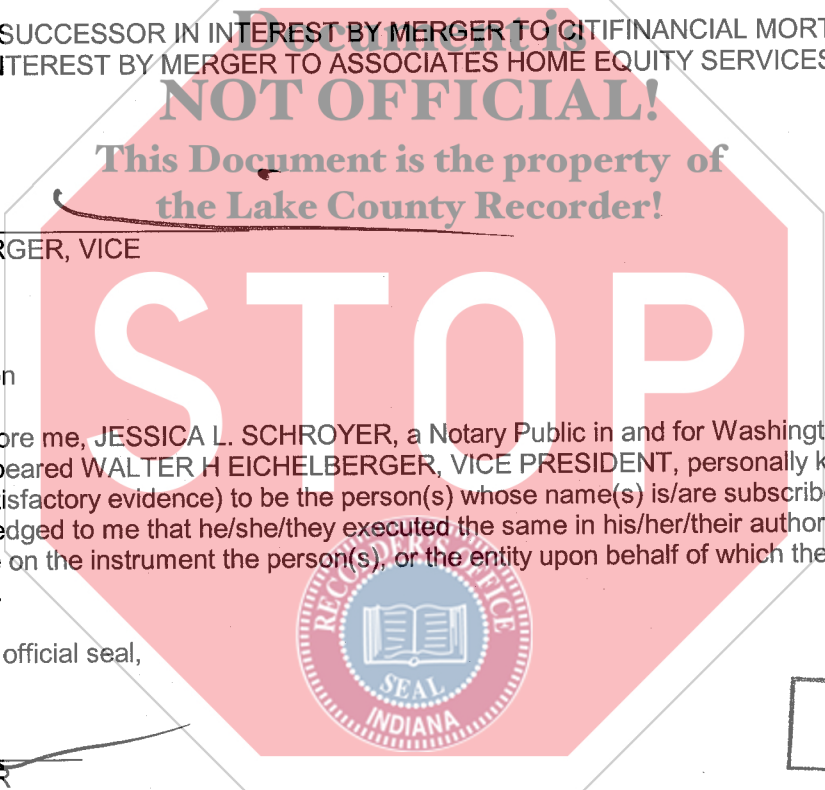 SUCCESSOR IN INTEREST BY MERGER TO CITIFINANCIAL MORT
NTEREST BY MERGER TO ASSOCIATES HOME EQUITY SERVICES
Document is
NOT OFFICIAL!
This Document is the property of
the Lake County Recorder!
RGER, VICE
STOP
on
ore me, JESSICA L. SCHROYER, a Notary Public in and for Washingt
peared WALTER H EICHELBERGER, VICE PRESIDENT, personally k
isfactory evidence) to be the person(s) whose name(s) is/are subscrib
edged to me that he/she/they executed the same in his/her/their author
e on the instrument the person(s), or the entity upon behalf of which the
official seal,
RECORDER'S OFFICE
SEAL
INDIANA